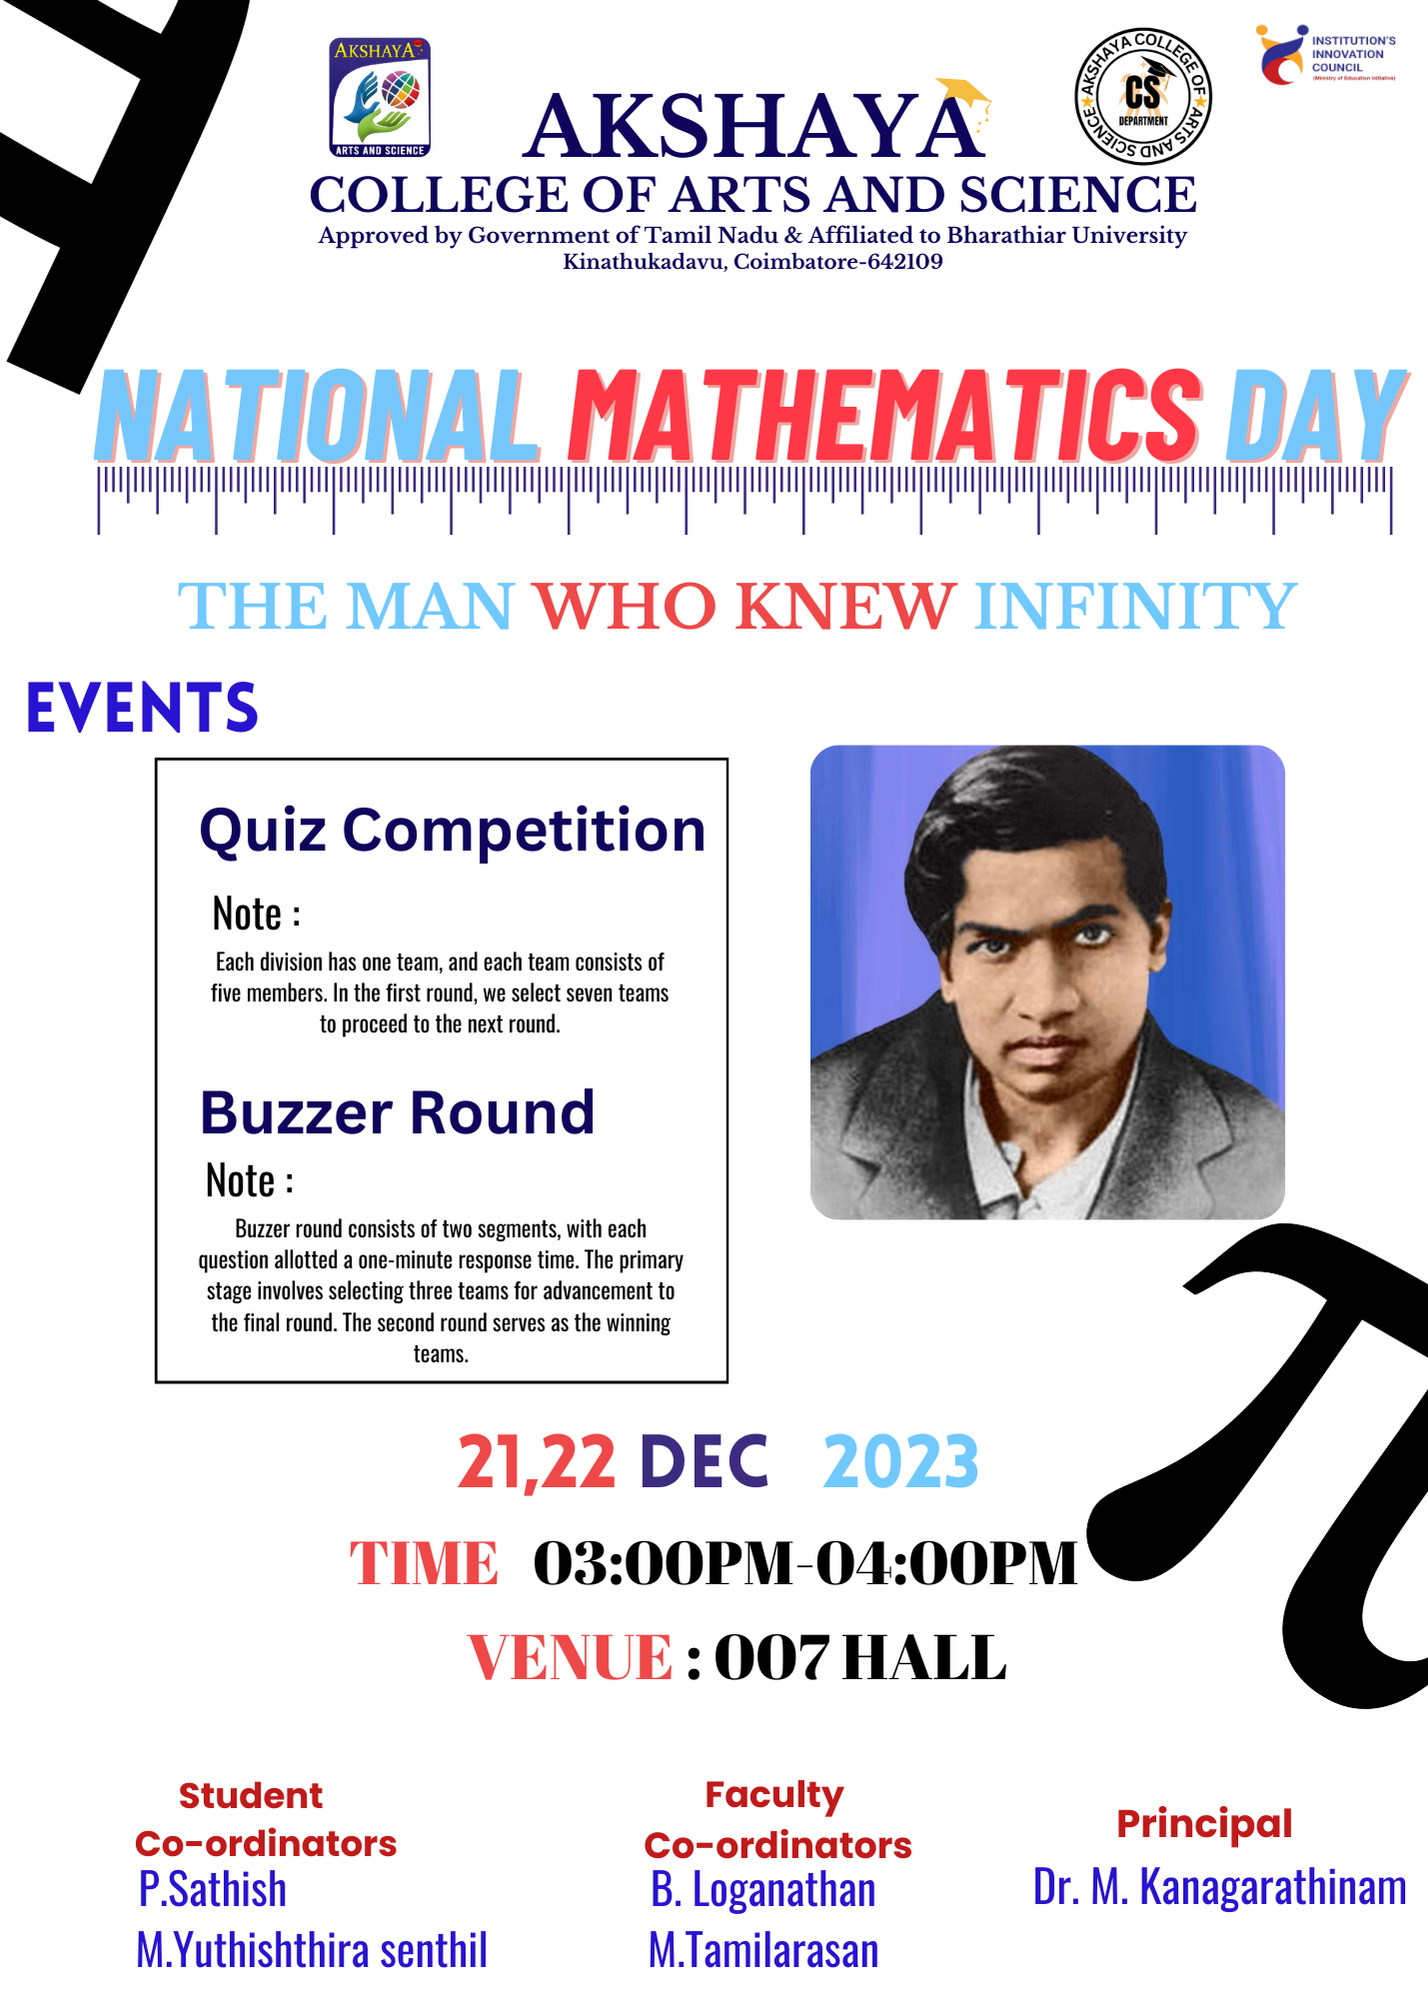 AKSHAYA
ARTS AND SCIENCE
AKSHAYA COLLEGE OF ARTS AND SCIENCE
CS
DEPARTMENT
INSTITUTION'S
INNOVATION
COUNCIL
(Ministry of Education Initiative)
AKSHAYA
COLLEGE OF ARTS AND SCIENCE
Approved by Government of Tamil Nadu & Affiliated to Bharathiar University
Kinathukadavu, Coimbatore-642109
NATIONAL MATHEMATICS DAY
THE MAN WHO KNEW INFINITY
EVENTS
Quiz Competition
Note :
Each division has one team, and each team consists of
five members. In the first round, we select seven teams
to proceed to the next round.
Buzzer Round
Note :
Buzzer round consists of two segments, with each
question allotted a one-minute response time. The primary
stage involves selecting three teams for advancement to
the final round. The second round serves as the winning
teams.
21,22 DEC 2023
TIME 03:00PM-04:00PM
VENUE : 007 HALL
Student
Co-ordinators
P.Sathish
M.Yuthishthira senthil
Faculty
Co-ordinators
B. Loganathan
M.Tamilarasan
Principal
Dr. M. Kanagarathinam
π